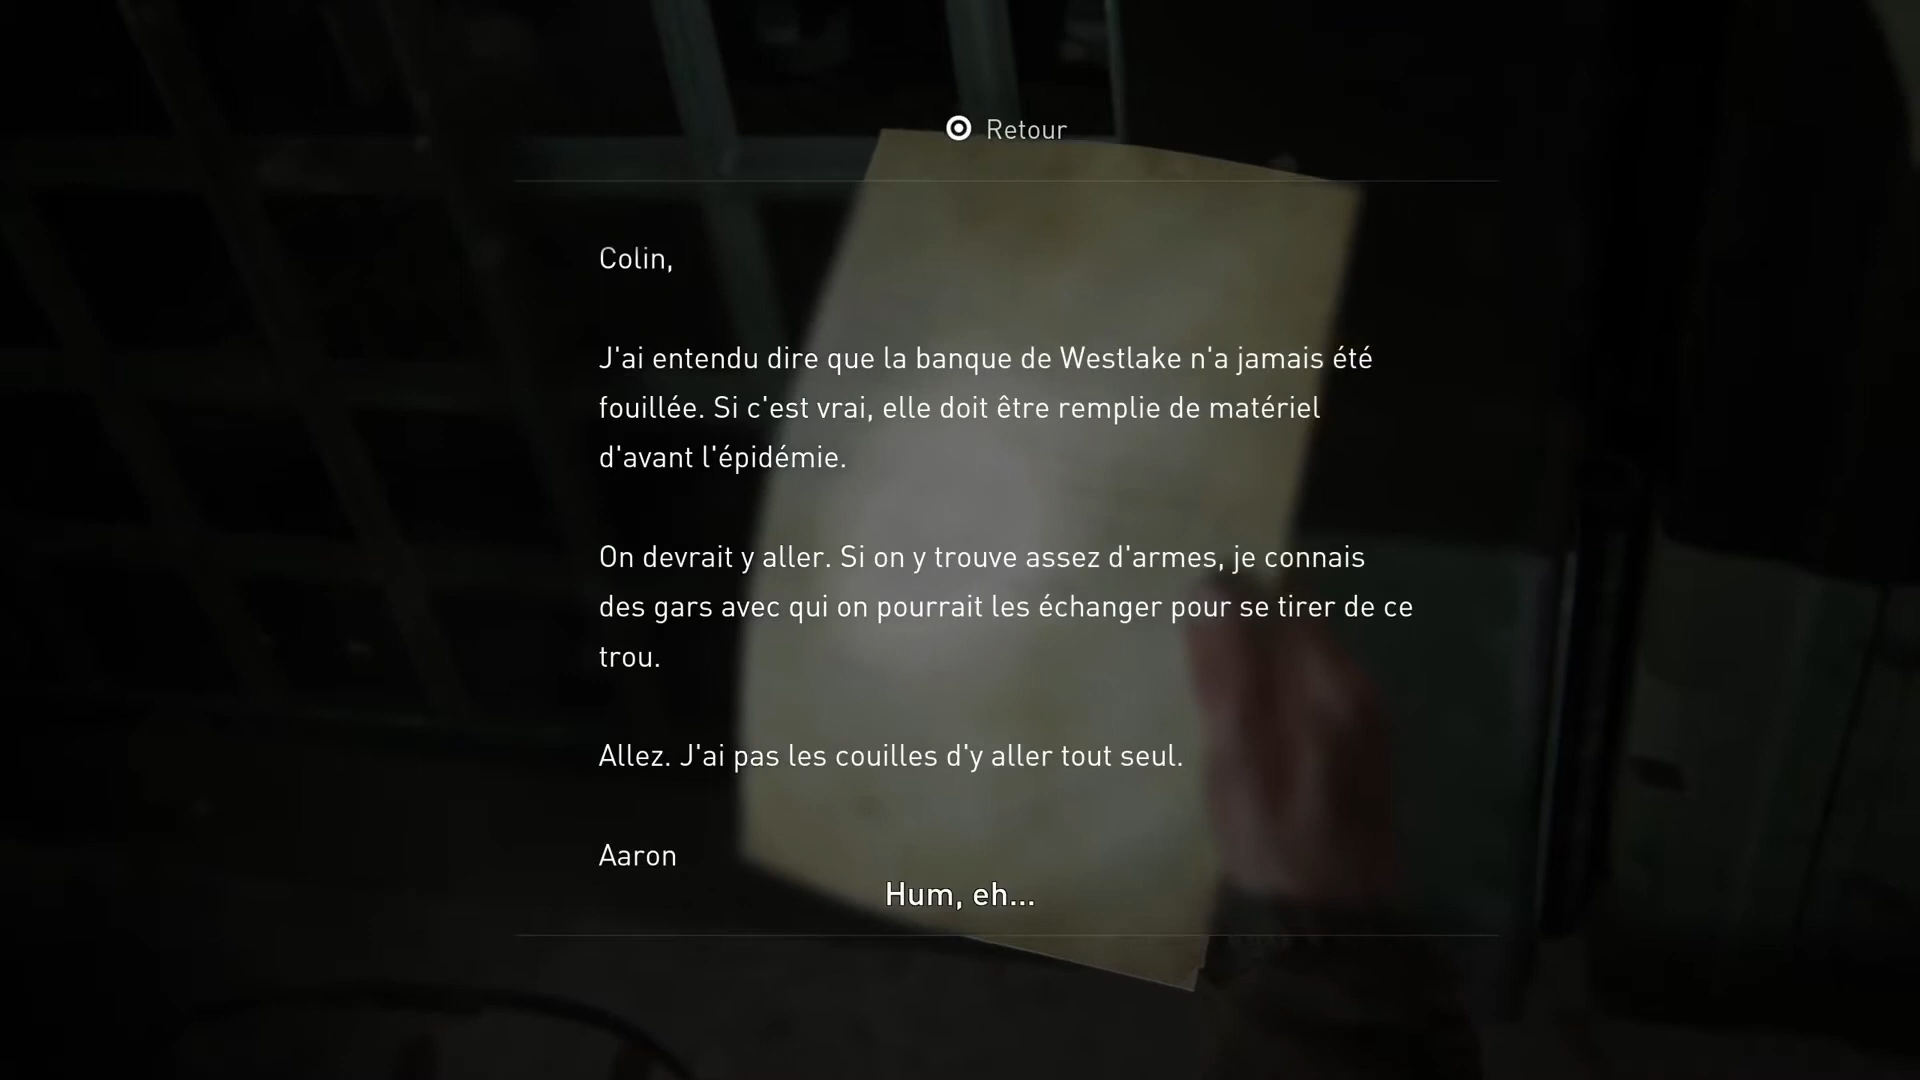 Retour
Colin,
J'ai entendu dire que la banque de Westlake n'a jamais été
fouillée. Si c'est vrai, elle doit être remplie de matériel
d'avant l'épidémie.
On devrait y aller. Si on y trouve assez d'armes, je connais
des gars avec qui on pourrait les échanger pour se tirer de ce
trou.
Allez. J'ai pas les couilles d'y aller tout seul.
Aaron
Hum, eh...